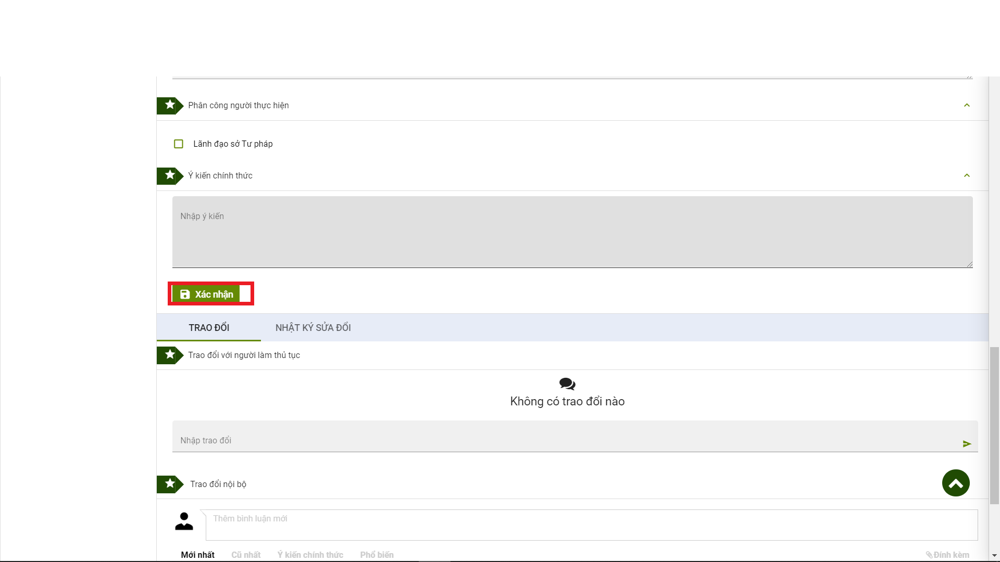 Phân công người thực hiện
Lãnh đạo sở Tư pháp
Ý kiến chính thức
Nhập ý kiến
Xác nhận
TRAO ĐỔI NHẬT KÝ SỬA ĐỔI
Trao đổi với người làm thủ tục
Không có trao đổi nào
Nhập trao đổi
Trao đổi nội bộ
Thêm bình luận mới
Mới nhất Cũ nhất Ý kiến chính thức Phổ biến Đính kèm